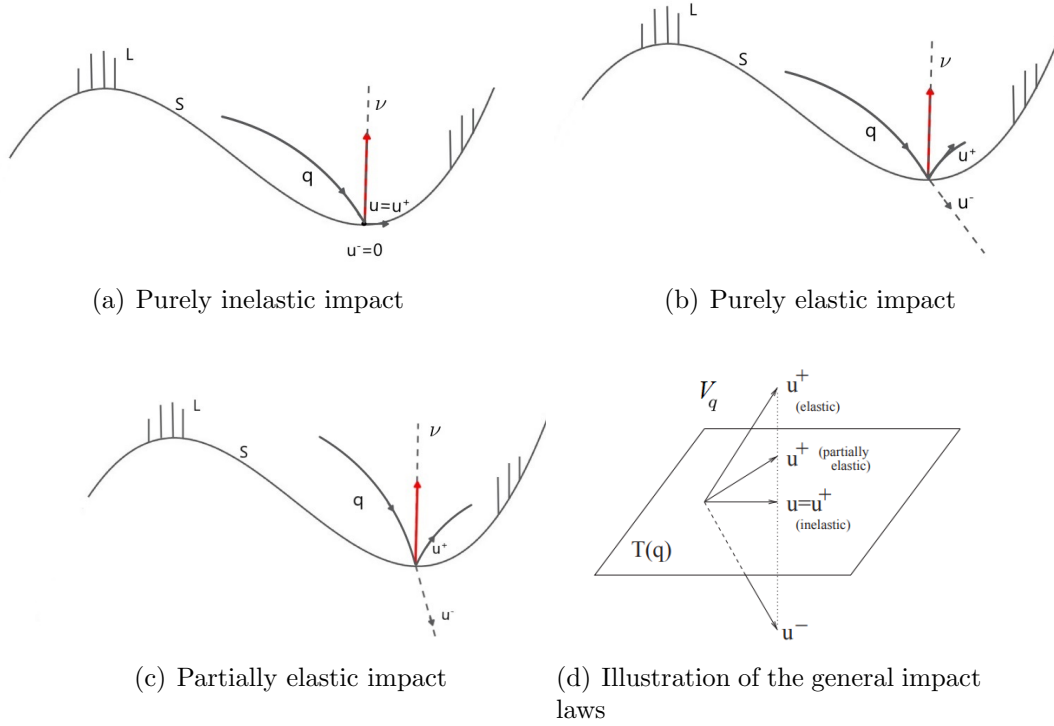 L
S
ν
q
u=u⁺
u⁻=0
(a) Purely inelastic impact
L
S
ν
q
u⁺
u⁻
(b) Purely elastic impact
L
S
ν
q
u⁺
u⁻
(c) Partially elastic impact
V_q
u⁺
(elastic)
u⁺ (partially
elastic)
u=u⁺
(inelastic)
T(q)
u⁻
(d) Illustration of the general impact
laws